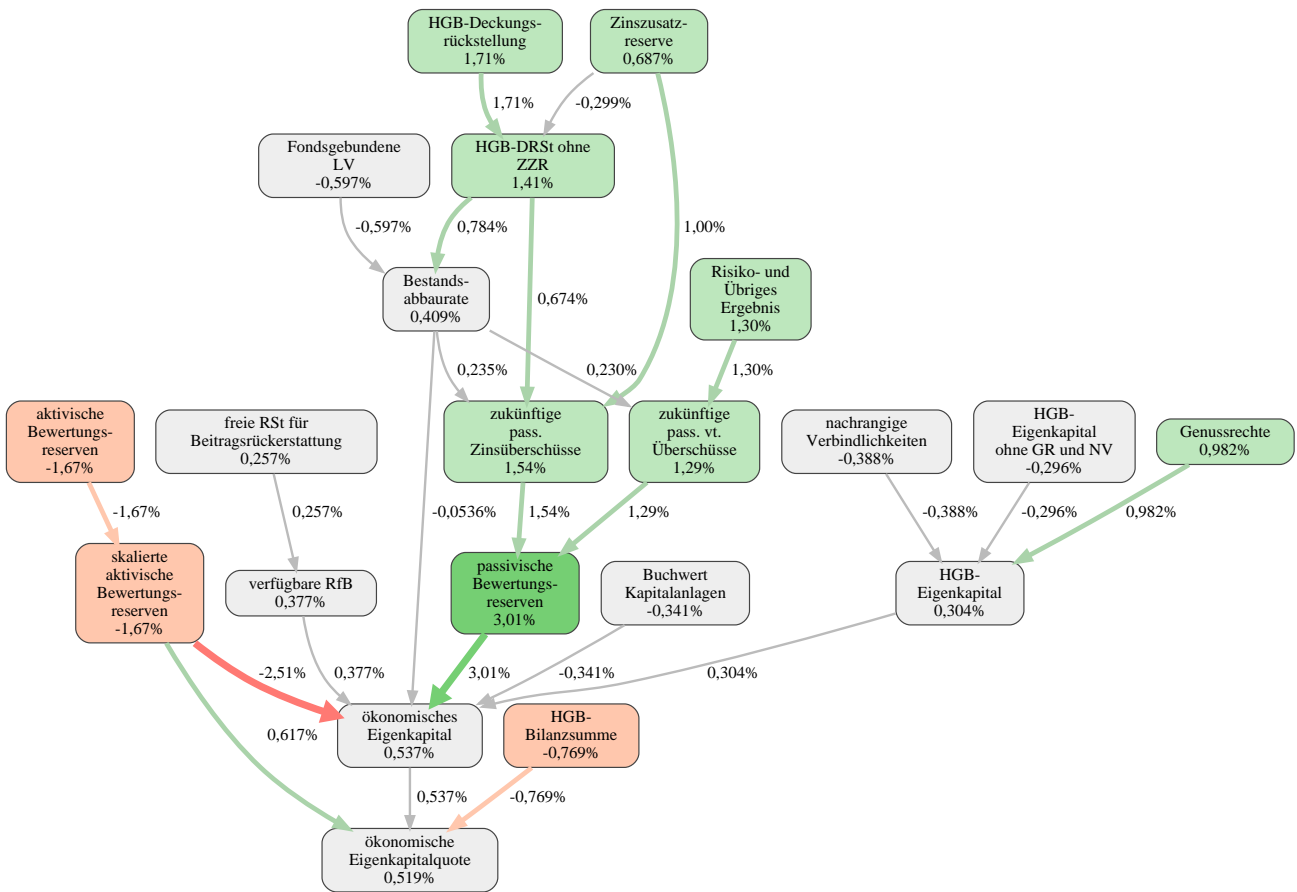 HGB-Deckungs-
rückstellung
1,71%
Zinszusatz-
reserve
0,687%
1,71%
-0,299%
Fondsgebundene
LV
-0,597%
HGB-DRSt ohne
ZZR
1,41%
-0,597%
0,784%
1,00%
Bestands-
abbaurate
0,409%
0,674%
Risiko- und
Übriges
Ergebnis
1,30%
0,235%
0,230%
1,30%
aktivische
Bewertungs-
reserven
-1,67%
freie RSt für
Beitragsrückerstattung
0,257%
zukünftige
pass.
Zinsüberschüsse
1,54%
zukünftige
pass. vt.
Überschüsse
1,29%
nachrangige
Verbindlichkeiten
-0,388%
HGB-
Eigenkapital
ohne GR und NV
-0,296%
Genussrechte
0,982%
-1,67%
0,257%
-0,0536%
1,54%
1,29%
-0,388%
-0,296%
0,982%
skalierte
aktivische
Bewertungs-
reserven
-1,67%
verfügbare RfB
0,377%
passivische
Bewertungs-
reserven
3,01%
Buchwert
Kapitalanlagen
-0,341%
HGB-
Eigenkapital
0,304%
-2,51%
0,377%
3,01%
-0,341%
0,304%
0,617%
ökonomisches
Eigenkapital
0,537%
HGB-
Bilanzsumme
-0,769%
0,537%
-0,769%
ökonomische
Eigenkapitalquote
0,519%